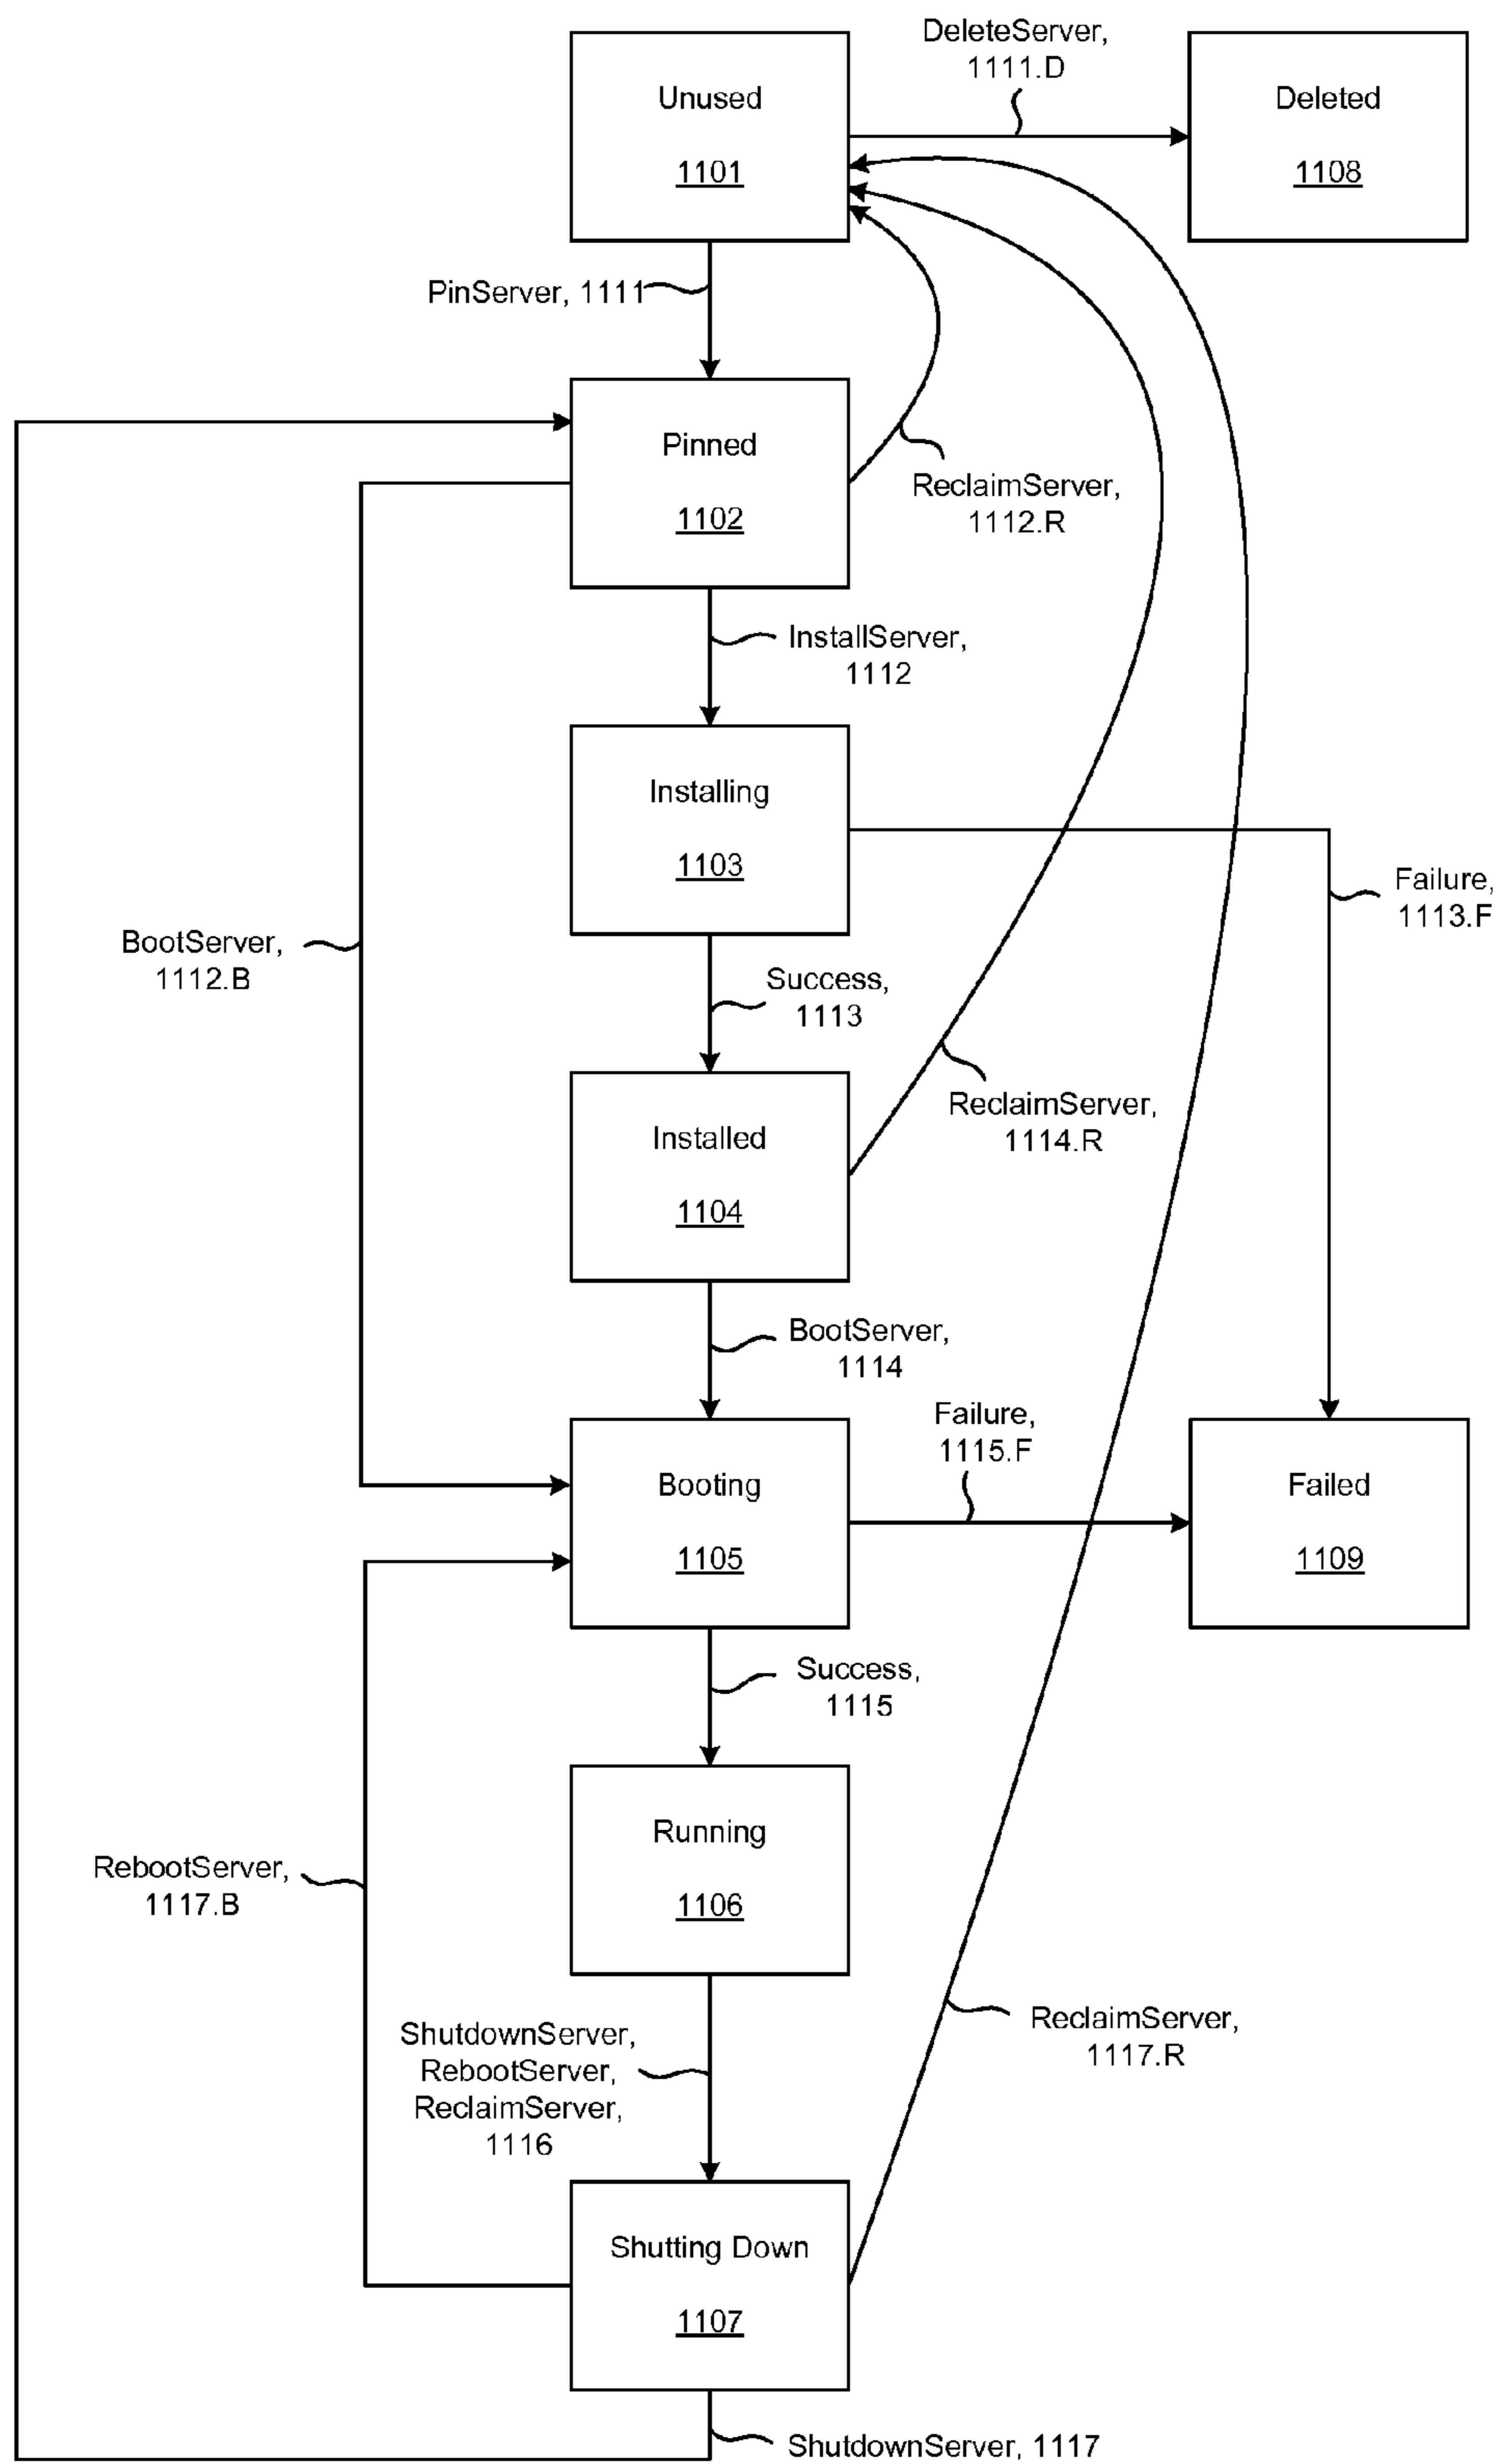 DeleteServer,
1111.D
Unused
1101
Deleted
1108
PinServer, 1111
Pinned
1102
ReclaimServer,
1112.R
InstallServer,
1112
Installing
1103
Failure,
1113.F
BootServer,
1112.B
Success,
1113
Installed
1104
ReclaimServer,
1114.R
BootServer,
1114
Failure,
1115.F
Booting
1105
Failed
1109
Success,
1115
Running
1106
RebootServer,
1117.B
ShutdownServer,
RebootServer,
ReclaimServer,
1116
ReclaimServer,
1117.R
Shutting Down
1107
ShutdownServer, 1117